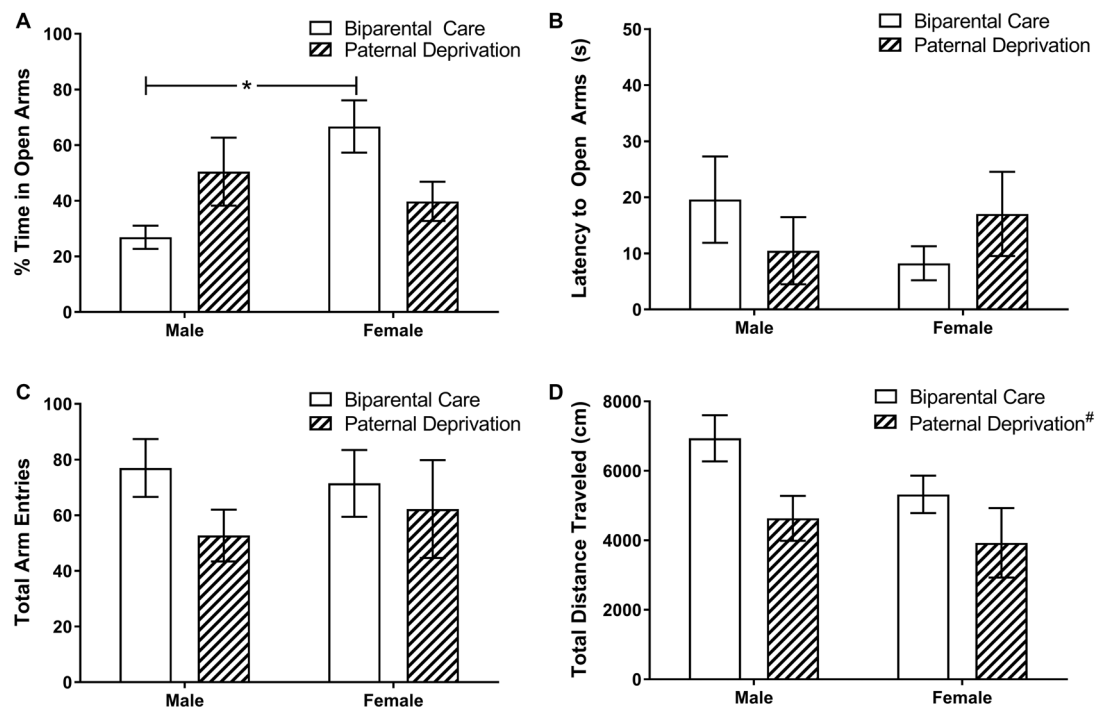 A
Biparental Care
Paternal Deprivation
% Time in Open Arms
100
80
60
40
20
0
*
Male Female
B
Biparental Care
Paternal Deprivation
Latency to Open Arms (s)
50
40
30
20
10
0
Male Female
C
Biparental Care
Paternal Deprivation
Total Arm Entries
100
80
60
40
20
0
Male Female
D
Biparental Care
Paternal Deprivation#
Total Distance Traveled (cm)
8000
6000
4000
2000
0
Male Female